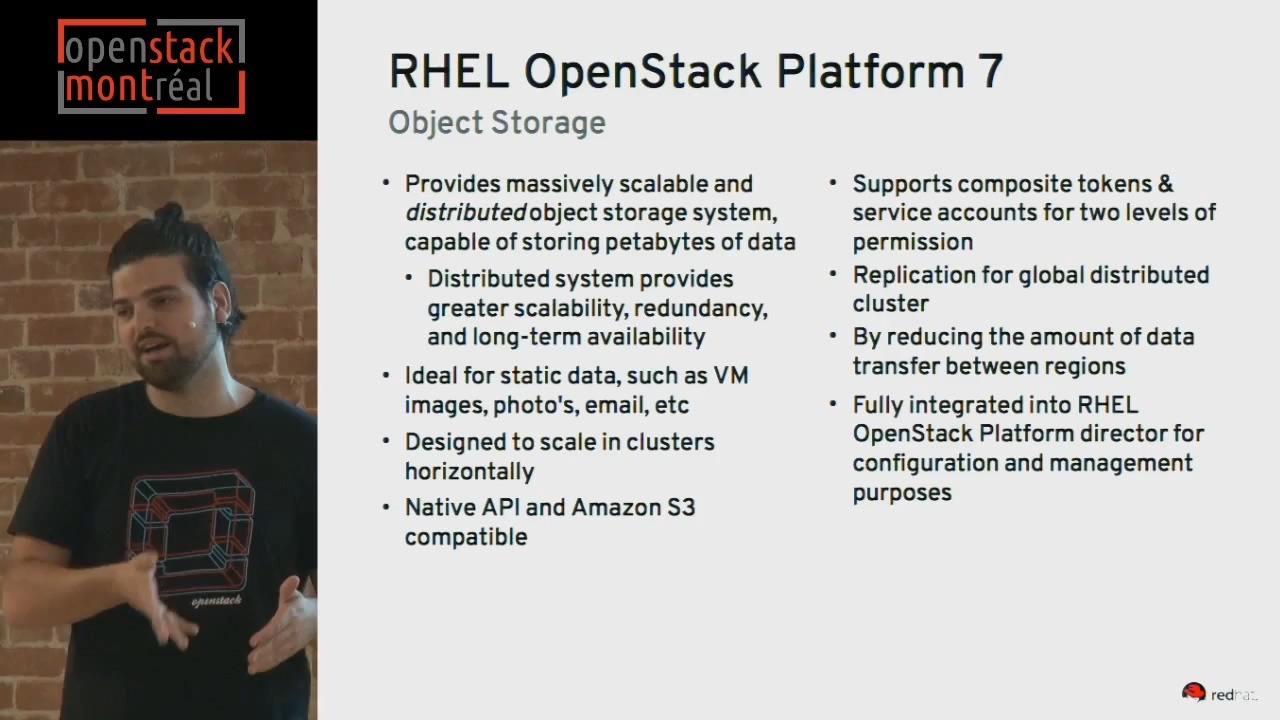 openstack
montréal
RHEL OpenStack Platform 7
Object Storage
• Provides massively scalable and
distributed object storage system,
capable of storing petabytes of data
• Distributed system provides
greater scalability, redundancy,
and long-term availability
• Ideal for static data, such as VM
images, photo's, email, etc
• Designed to scale in clusters
horizontally
• Native API and Amazon S3
compatible
• Supports composite tokens &
service accounts for two levels of
permission
• Replication for global distributed
cluster
• By reducing the amount of data
transfer between regions
• Fully integrated into RHEL
OpenStack Platform director for
configuration and management
purposes
openstack
redhat.